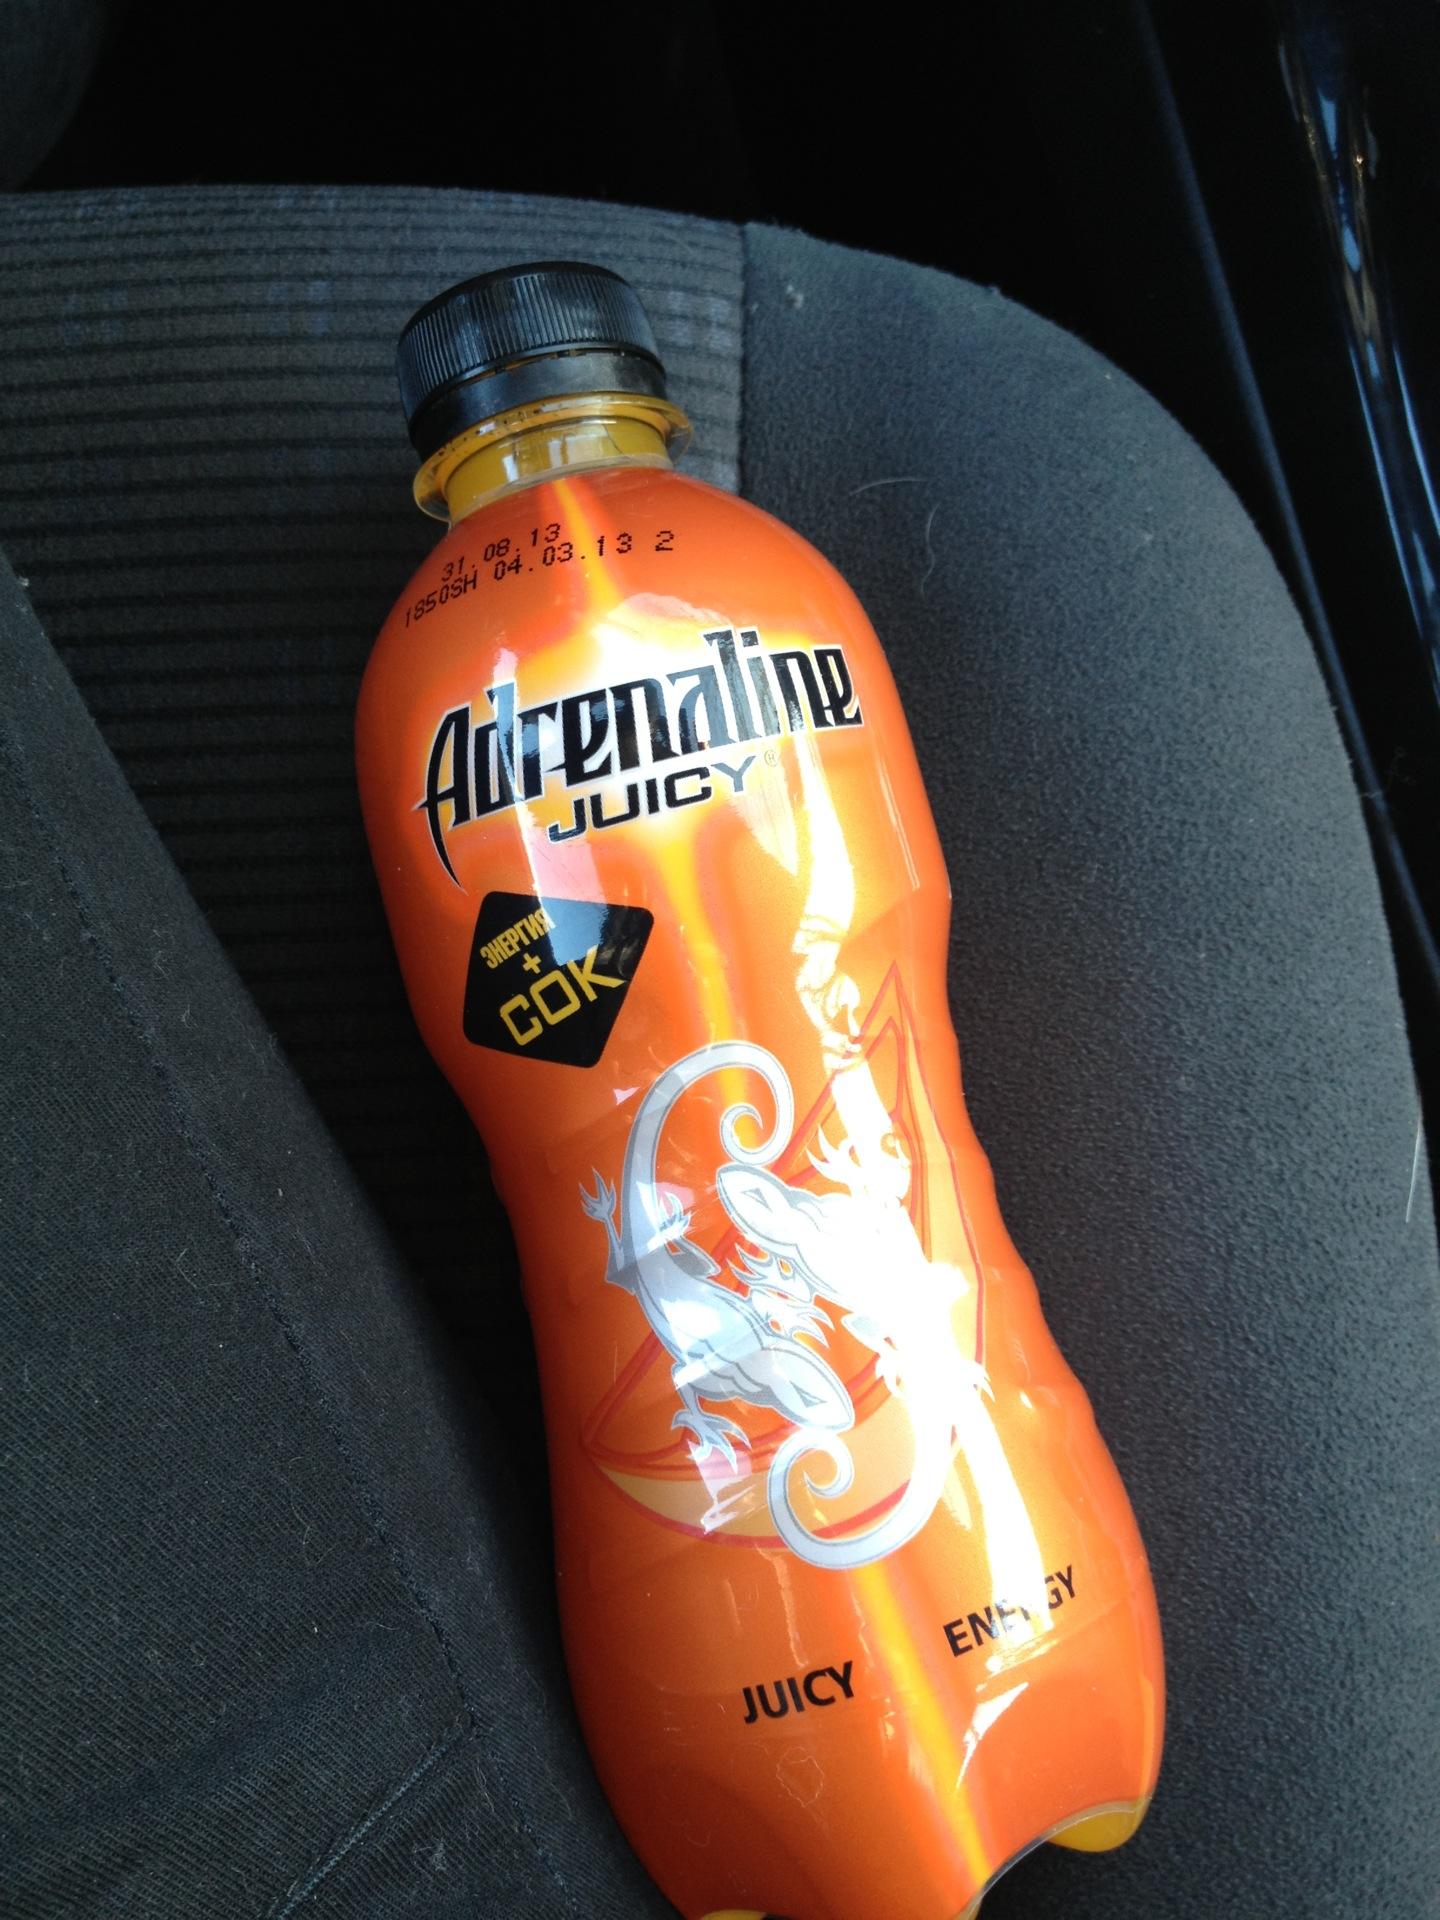 31.08.13
1850SH 04.03.13 2
Adrenaline
JUICY
ЭНЕРГИЯ
+
СОК
JUICY ENERGY